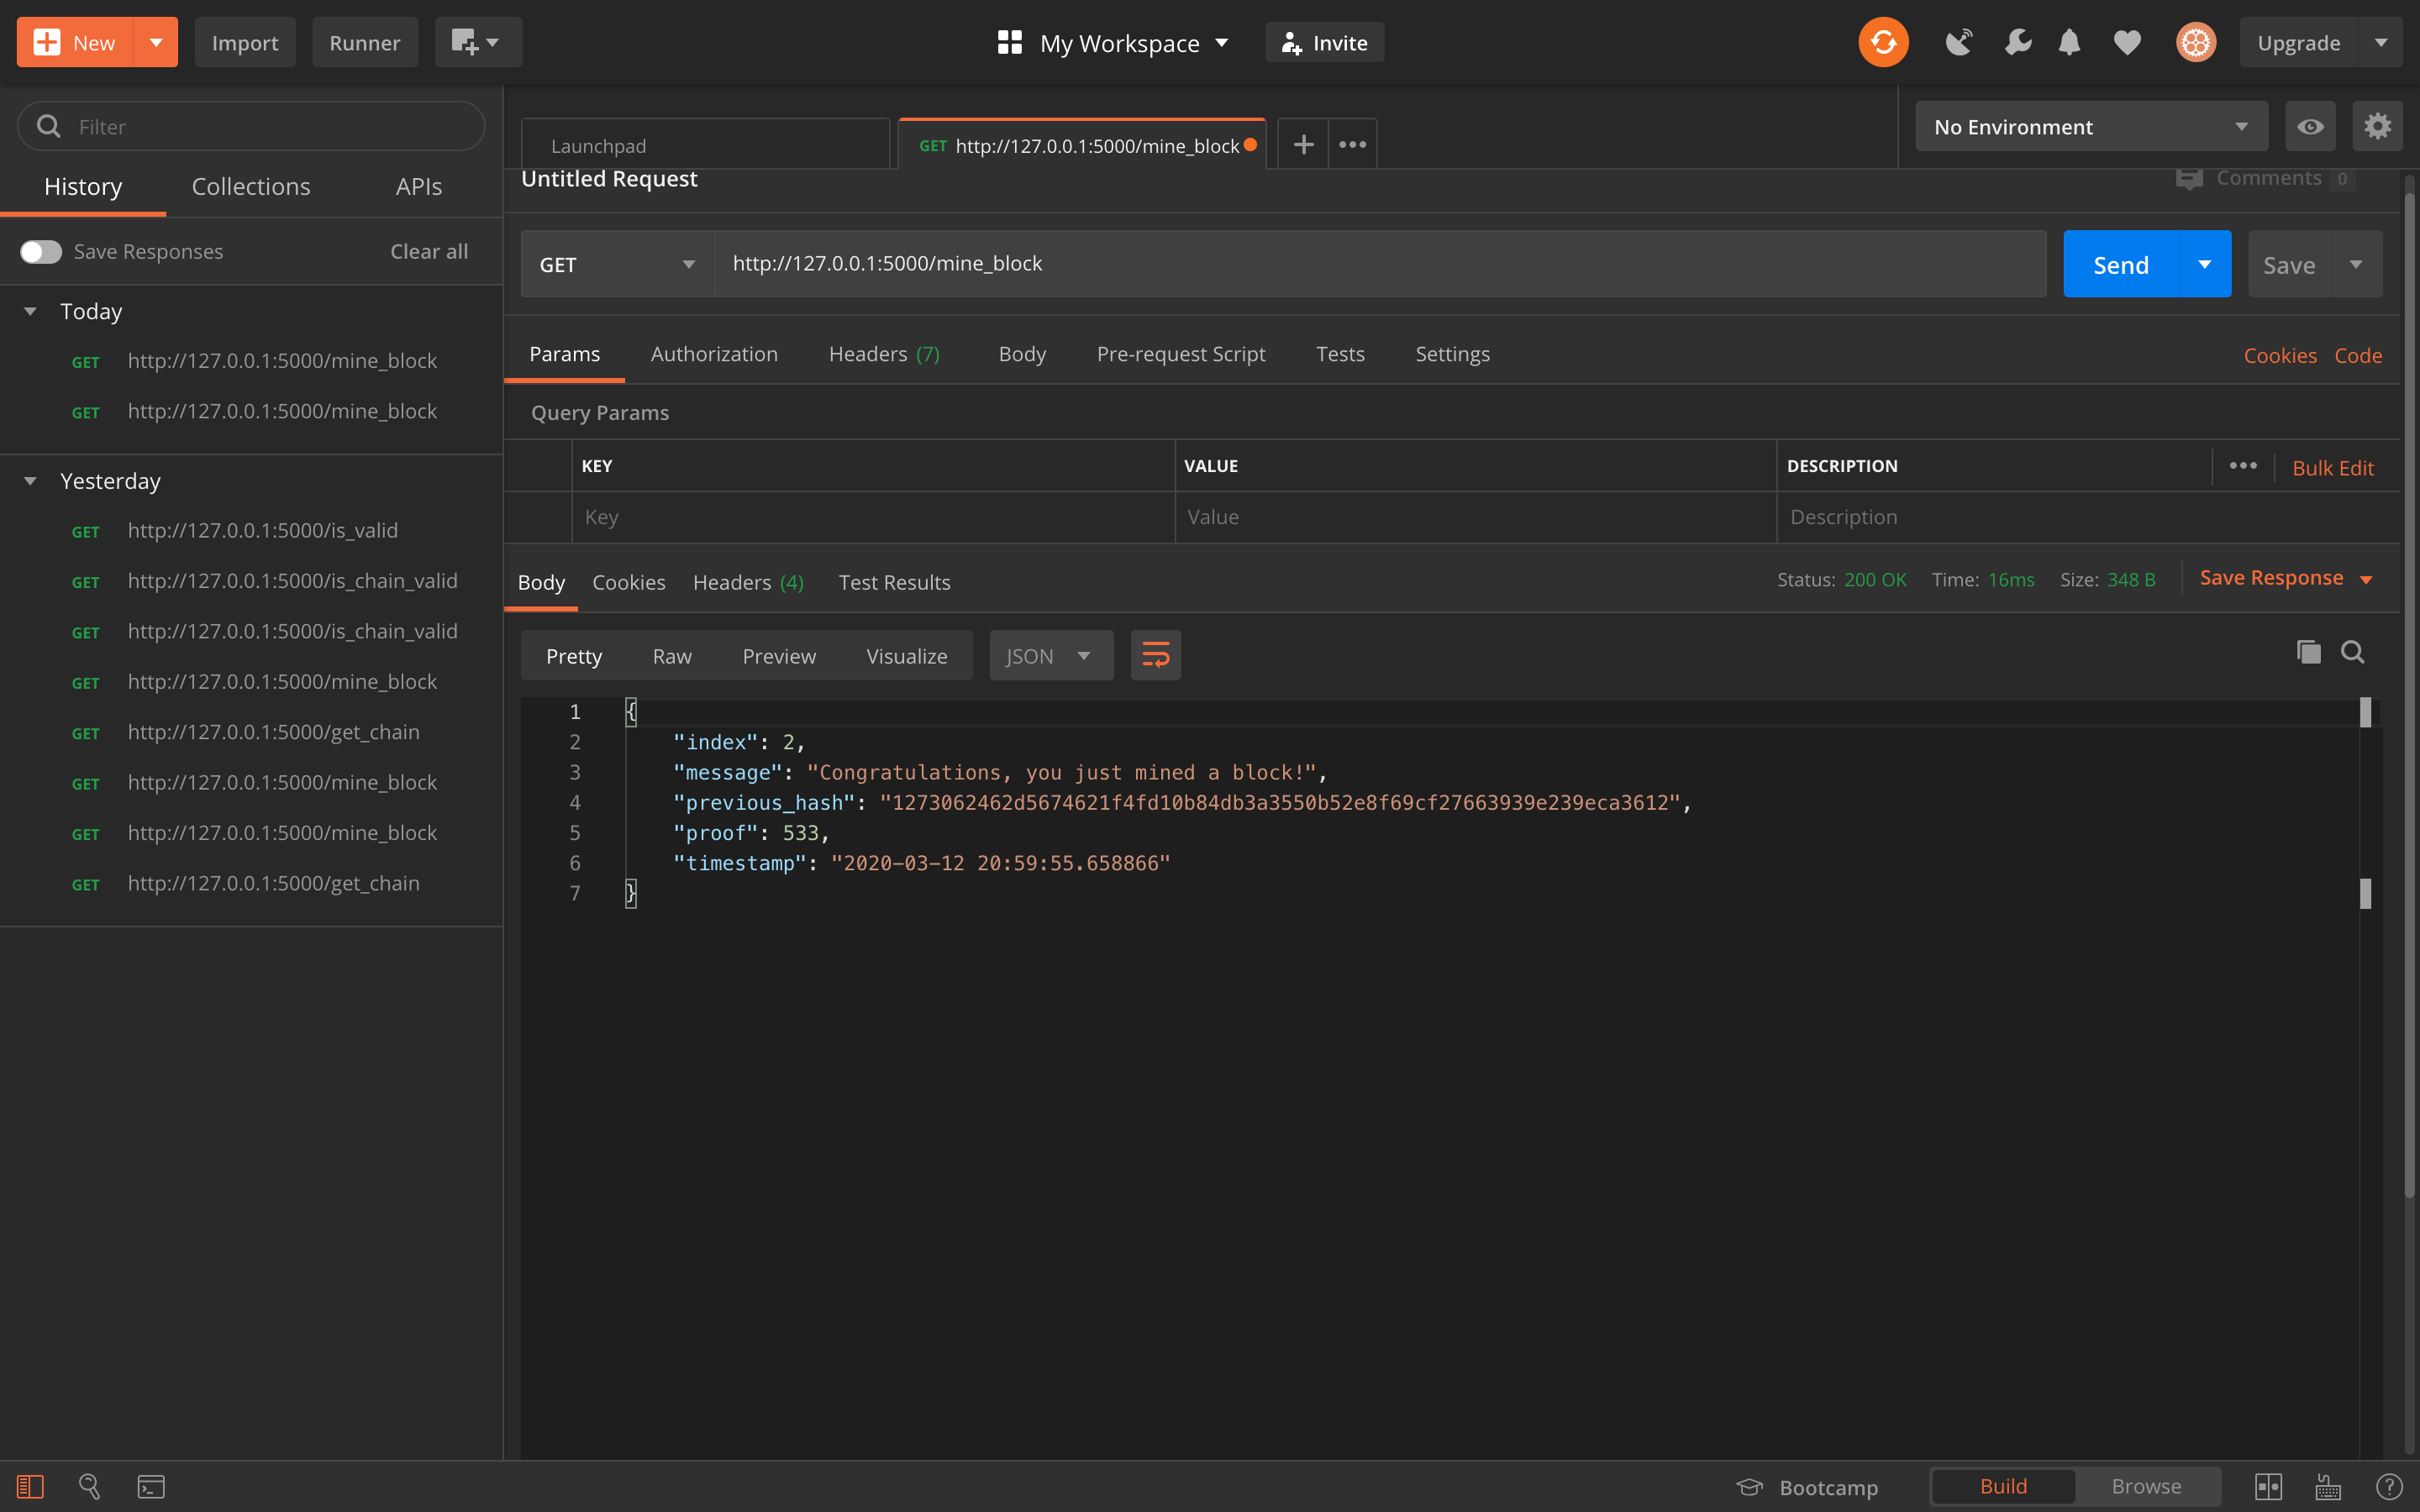 New Import Runner My Workspace Invite Upgrade
Filter
Launchpad GET http://127.0.0.1:5000/mine_block No Environment
History Collections APIs
Untitled Request Comments 0
Save Responses Clear all
GET http://127.0.0.1:5000/mine_block Send Save
Today
GET http://127.0.0.1:5000/mine_block
GET http://127.0.0.1:5000/mine_block
Yesterday
GET http://127.0.0.1:5000/is_valid
GET http://127.0.0.1:5000/is_chain_valid
GET http://127.0.0.1:5000/is_chain_valid
GET http://127.0.0.1:5000/mine_block
GET http://127.0.0.1:5000/get_chain
GET http://127.0.0.1:5000/mine_block
GET http://127.0.0.1:5000/mine_block
GET http://127.0.0.1:5000/get_chain
Params Authorization Headers (7) Body Pre-request Script Tests Settings Cookies Code
Query Params
KEY VALUE DESCRIPTION ••• Bulk Edit
Key Value Description
Body Cookies Headers (4) Test Results Status: 200 OK Time: 16ms Size: 348 B Save Response
Pretty Raw Preview Visualize JSON
1 {
2 "index": 2,
3 "message": "Congratulations, you just mined a block!",
4 "previous_hash": "1273062462d5674621f4fd10b84db3a3550b52e8f69cf27663939e239eca3612",
5 "proof": 533,
6 "timestamp": "2020-03-12 20:59:55.658866"
7 }
Bootcamp Build Browse